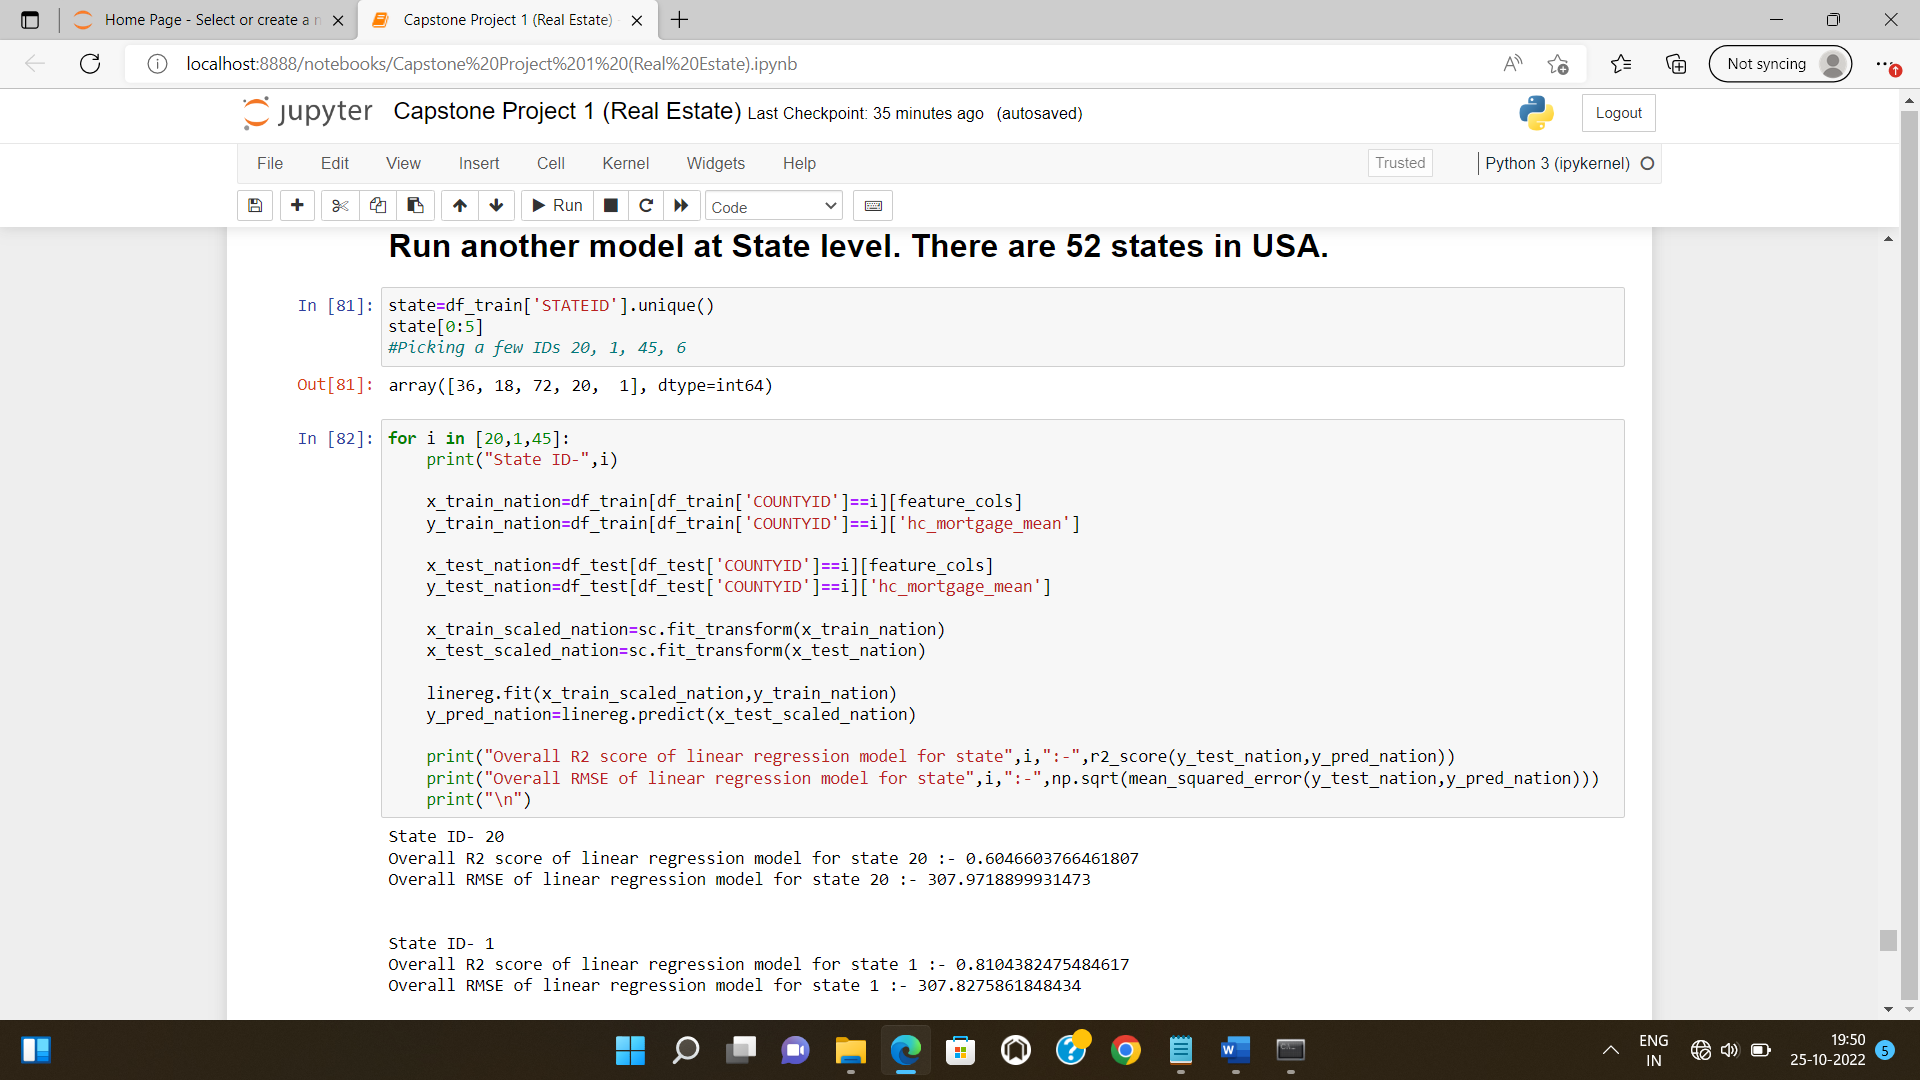 Home Page - Select or create a n
Capstone Project 1 (Real Estate)
localhost:8888/notebooks/Capstone%20Project%201%20(Real%20Estate).ipynb
Not syncing
jupyter Capstone Project 1 (Real Estate) Last Checkpoint: 35 minutes ago (autosaved)
Logout
File Edit View Insert Cell Kernel Widgets Help
Trusted
Python 3 (ipykernel)
Run
Code
Run another model at State level. There are 52 states in USA.
In [81]: state=df_train['STATEID'].unique()
state[0:5]
#Picking a few IDs 20, 1, 45, 6
Out[81]: array([36, 18, 72, 20,  1], dtype=int64)
In [82]: for i in [20,1,45]:
    print("State ID-",i)
    x_train_nation=df_train[df_train['COUNTYID']==i][feature_cols]
    y_train_nation=df_train[df_train['COUNTYID']==i]['hc_mortgage_mean']
    x_test_nation=df_test[df_test['COUNTYID']==i][feature_cols]
    y_test_nation=df_test[df_test['COUNTYID']==i]['hc_mortgage_mean']
    x_train_scaled_nation=sc.fit_transform(x_train_nation)
    x_test_scaled_nation=sc.fit_transform(x_test_nation)
    linereg.fit(x_train_scaled_nation,y_train_nation)
    y_pred_nation=linereg.predict(x_test_scaled_nation)
    print("Overall R2 score of linear regression model for state",i,":-",r2_score(y_test_nation,y_pred_nation))
    print("Overall RMSE of linear regression model for state",i,":-",np.sqrt(mean_squared_error(y_test_nation,y_pred_nation)))
    print("\n")
State ID- 20
Overall R2 score of linear regression model for state 20 :- 0.6046603766461807
Overall RMSE of linear regression model for state 20 :- 307.9718899931473
State ID- 1
Overall R2 score of linear regression model for state 1 :- 0.8104382475484617
Overall RMSE of linear regression model for state 1 :- 307.8275861848434
ENG
IN
19:50
25-10-2022
5